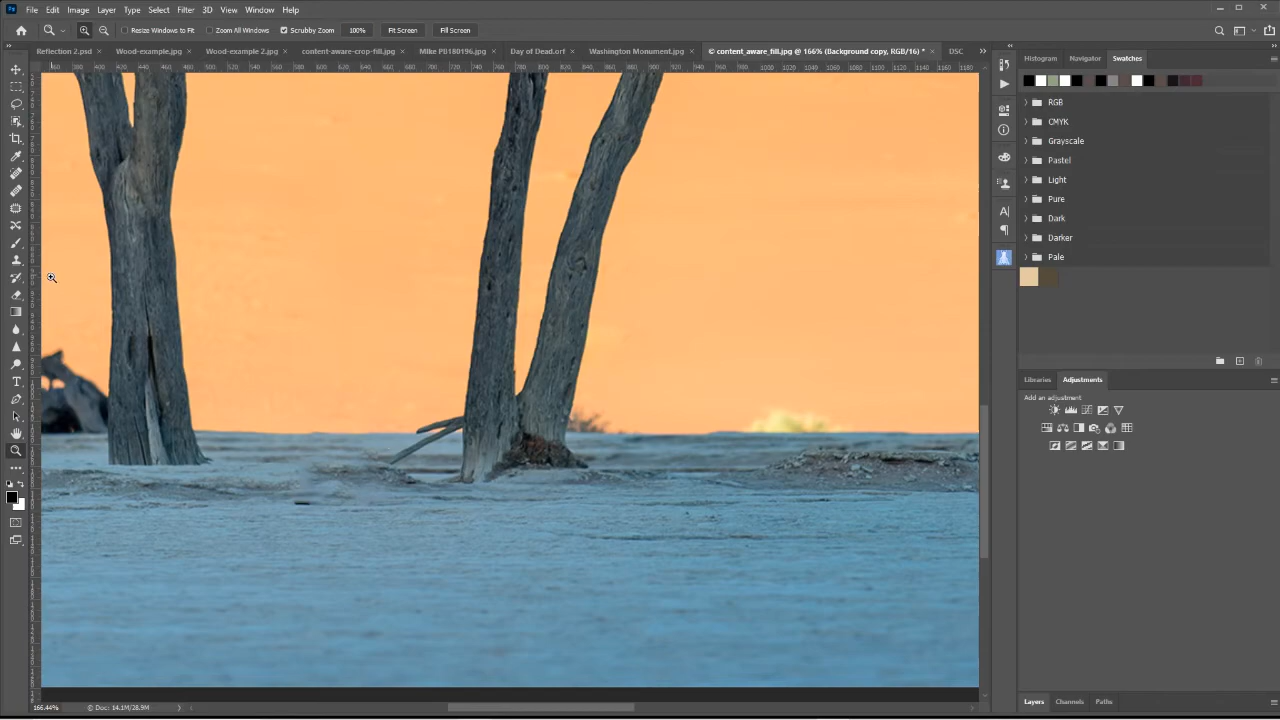 Ps File Edit Image Layer Type Select Filter 3D View Window Help
Resize Windows to Fit Zoom All Windows Scrubby Zoom 100% Fit Screen Fill Screen
Reflection 2.psd × Wood-example.jpg × Wood-example 2.jpg × content-aware-crop-fill.jpg × Mike PB180196.jpg × Day of Dead.orf × Washington Monument.jpg × © content_aware_fill.jpg @ 166% (Background copy, RGB/16) * × DSC
Histogram Navigator Swatches
RGB
CMYK
Grayscale
Pastel
Light
Pure
Dark
Darker
Pale
Libraries Adjustments
Add an adjustment
Layers Channels Paths
166.44% © Doc: 14.1M/28.9M